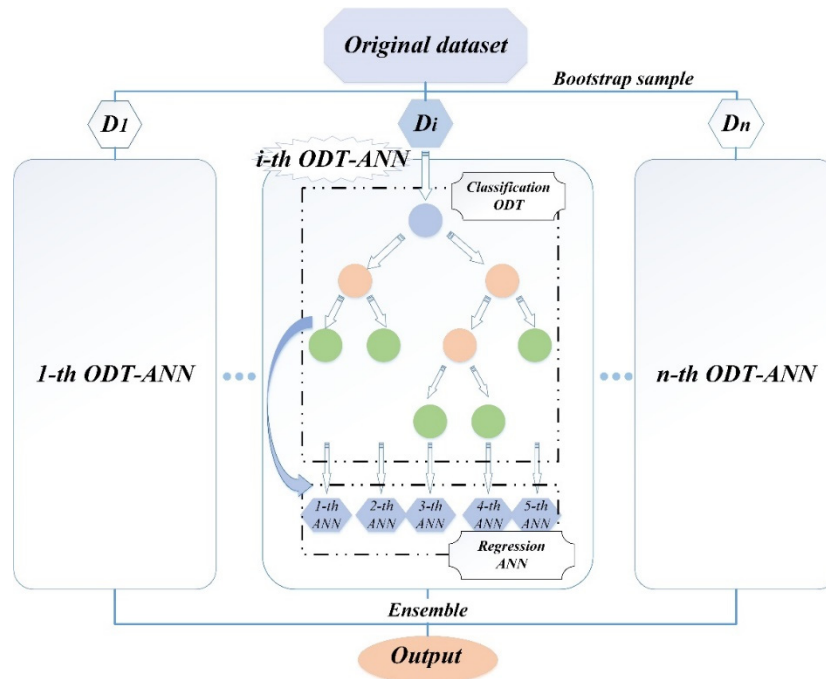 Original dataset
Bootstrap sample
D1
Di
Dn
i-th ODT-ANN
Classification
ODT
1-th ODT-ANN
n-th ODT-ANN
1-th
ANN
2-th
ANN
3-th
ANN
4-th
ANN
5-th
ANN
Regression
ANN
Ensemble
Output